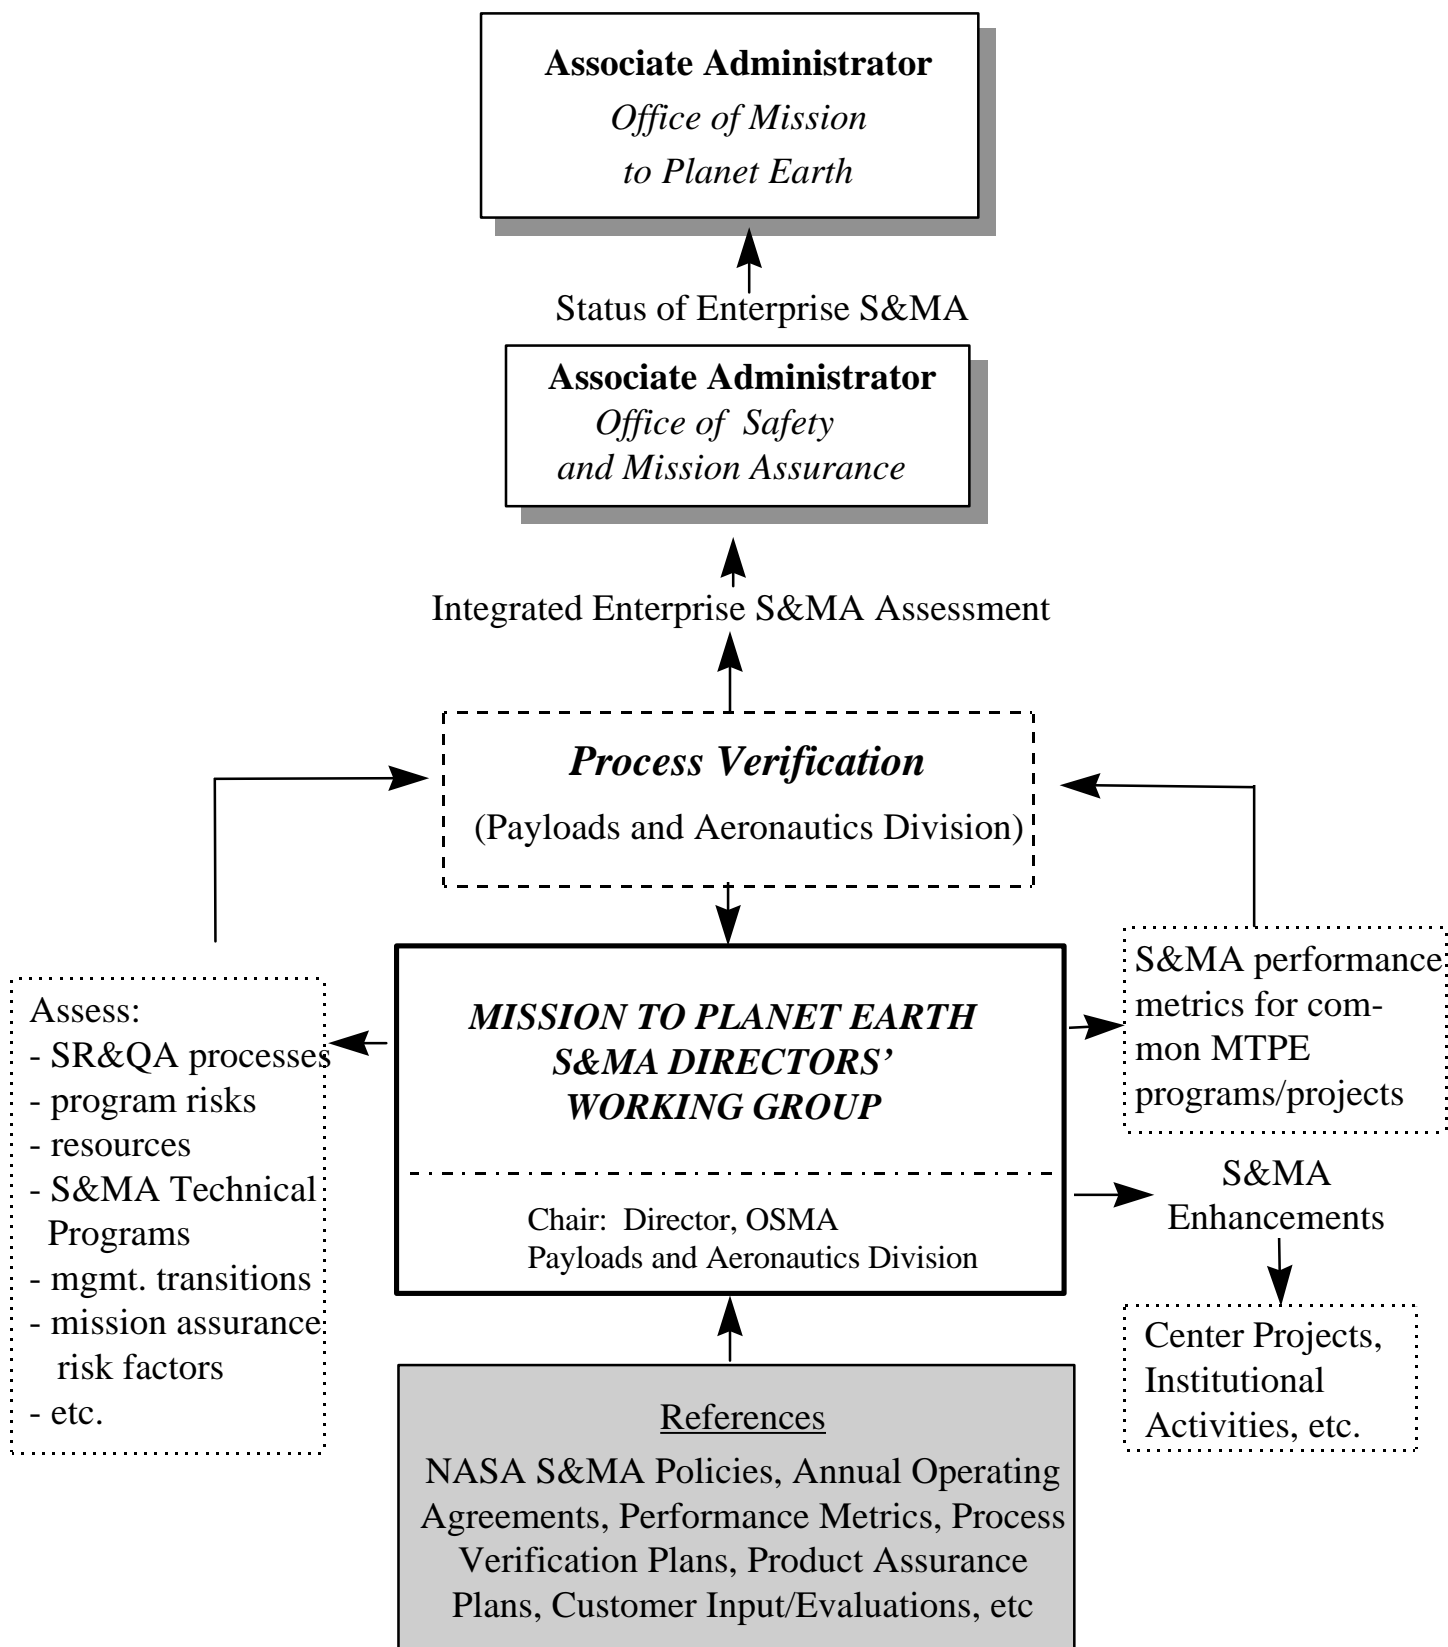 Associate Administrator
Office of Mission
to Planet Earth
Status of Enterprise S&MA
Associate Administrator
Office of  Safety
and Mission Assurance
Integrated Enterprise S&MA Assessment
Process Verification
(Payloads and Aeronautics Division)
Assess:
- SR&QA processes
- program risks
- resources
- S&MA Technical
Programs
- mgmt. transitions
- mission assurance
risk factors
- etc.
MISSION TO PLANET EARTH
S&MA DIRECTORS’
WORKING GROUP
Chair:  Director, OSMA
Payloads and Aeronautics Division
S&MA performance
metrics for com-
mon MTPE
programs/projects
S&MA
Enhancements
Center Projects,
Institutional
Activities, etc.
References
NASA S&MA Policies, Annual Operating
Agreements, Performance Metrics, Process
Verification Plans, Product Assurance
Plans, Customer Input/Evaluations, etc